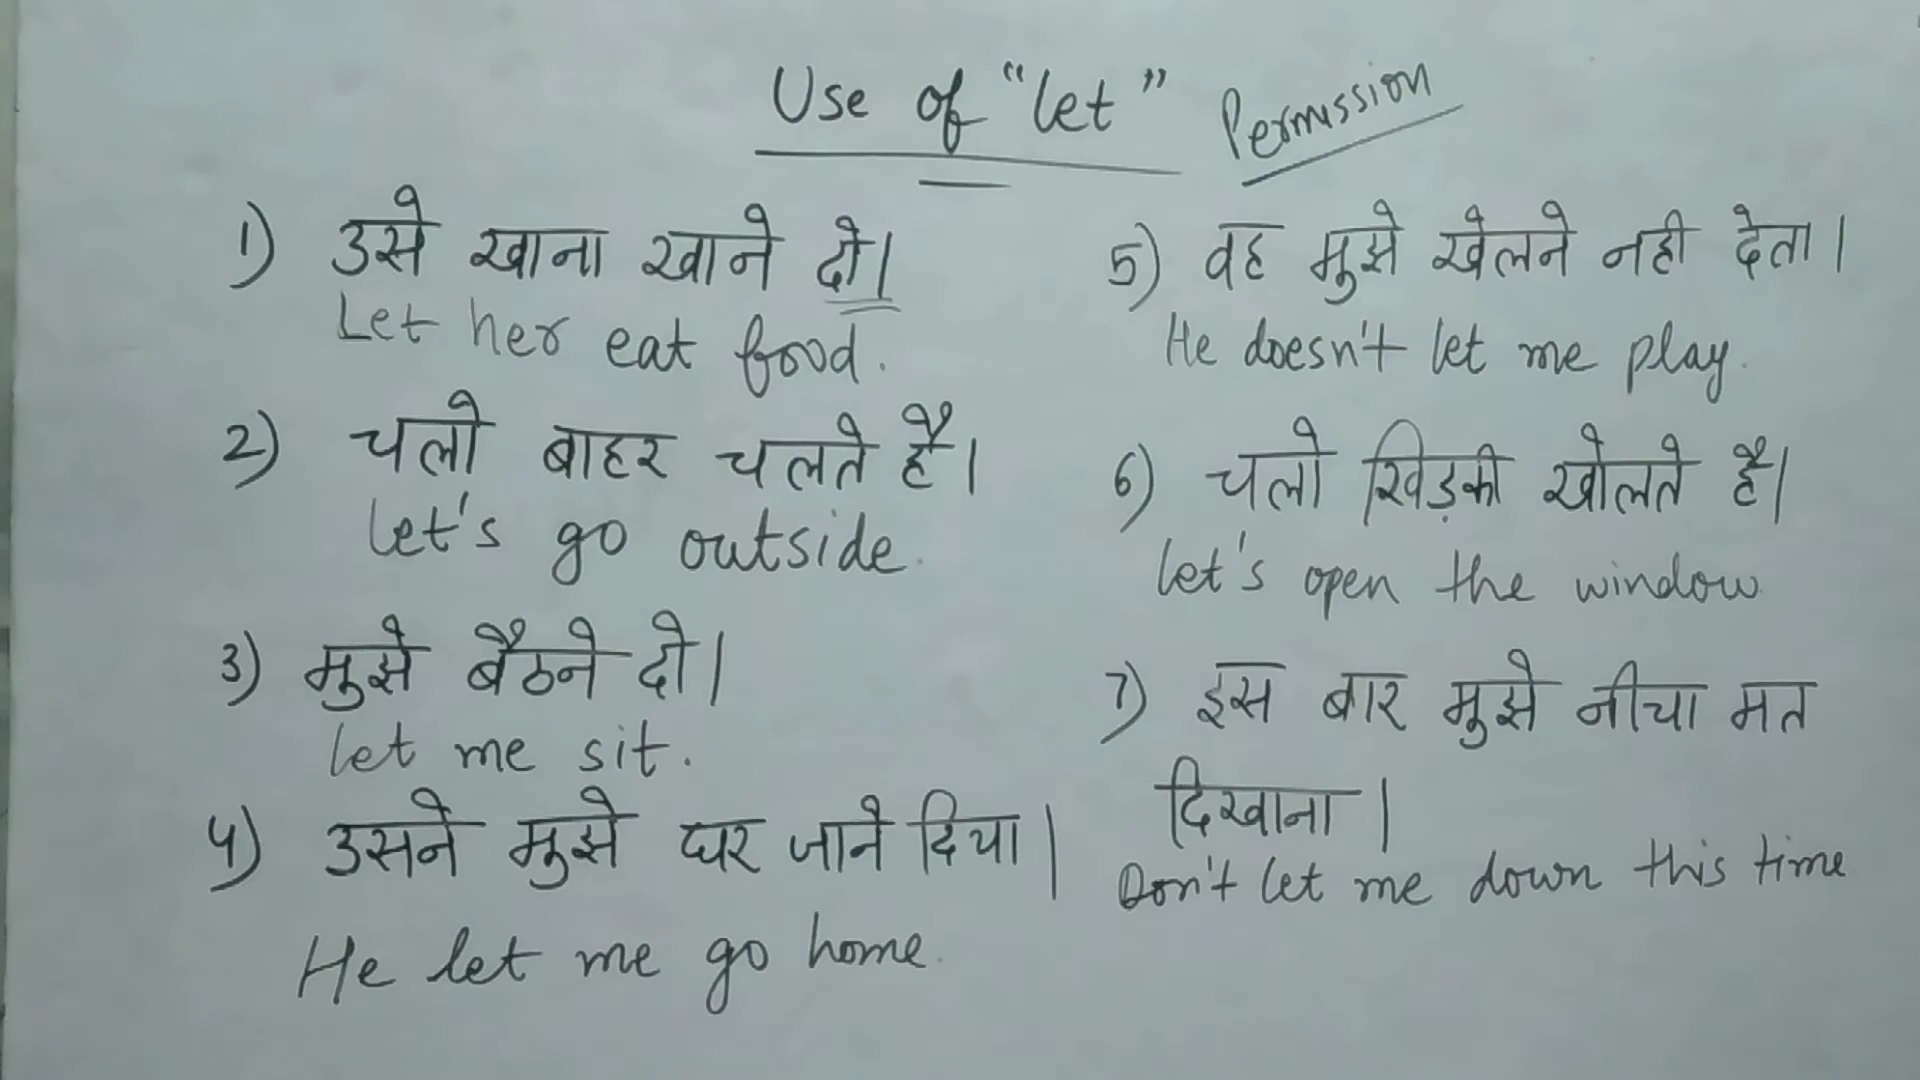 Use of "let" Permission
1) उसे खाना खाने दो।
Let her eat food.
2) चलो बाहर चलते है।
let's go outside.
3) मुझे बैठने दो।
let me sit.
4) उसने मुझे घर जाने दिया।
He let me go home.
5) वह मुझे खेलने नही देता।
He doesn't let me play.
6) चलो खिड़की खोलते है।
let's open the window
7) इस बार मुझे नीचा मत
दिखाना।
Don't let me down this time